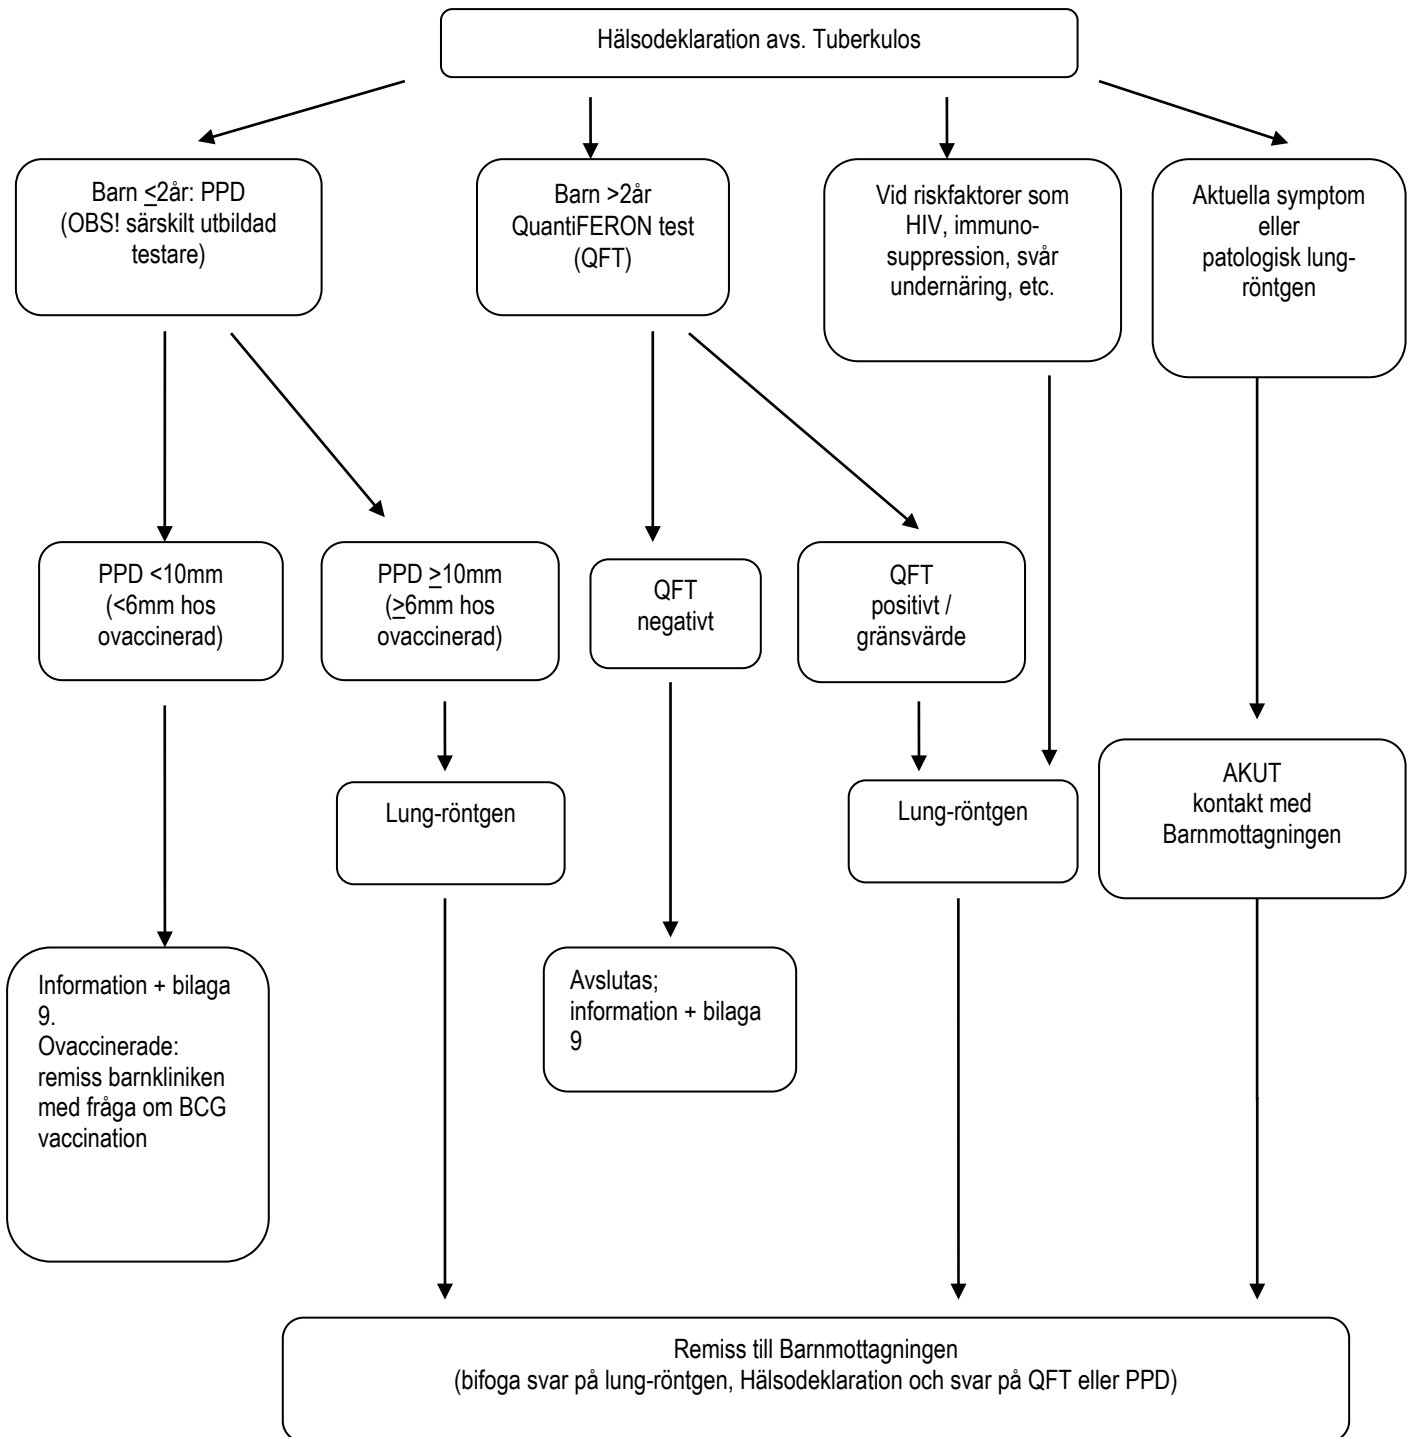 Hälsodeklaration avs. Tuberkulos
Barn ≤2år: PPD
(OBS! särskilt utbildad
testare)
Barn >2år
QuantiFERON test
(QFT)
Vid riskfaktorer som
HIV, immuno-
suppression, svår
undernäring, etc.
Aktuella symptom
eller
patologisk lung-
röntgen
PPD <10mm
(<6mm hos
ovaccinerad)
PPD ≥10mm
(≥6mm hos
ovaccinerad)
QFT
negativt
QFT
positivt /
gränsvärde
Lung-röntgen
Lung-röntgen
AKUT
kontakt med
Barnmottagningen
Information + bilaga
9.
Ovaccinerade:
remiss barnkliniken
med fråga om BCG
vaccination
Avslutas;
information + bilaga
9
Remiss till Barnmottagningen
(bifoga svar på lung-röntgen, Hälsodeklaration och svar på QFT eller PPD)